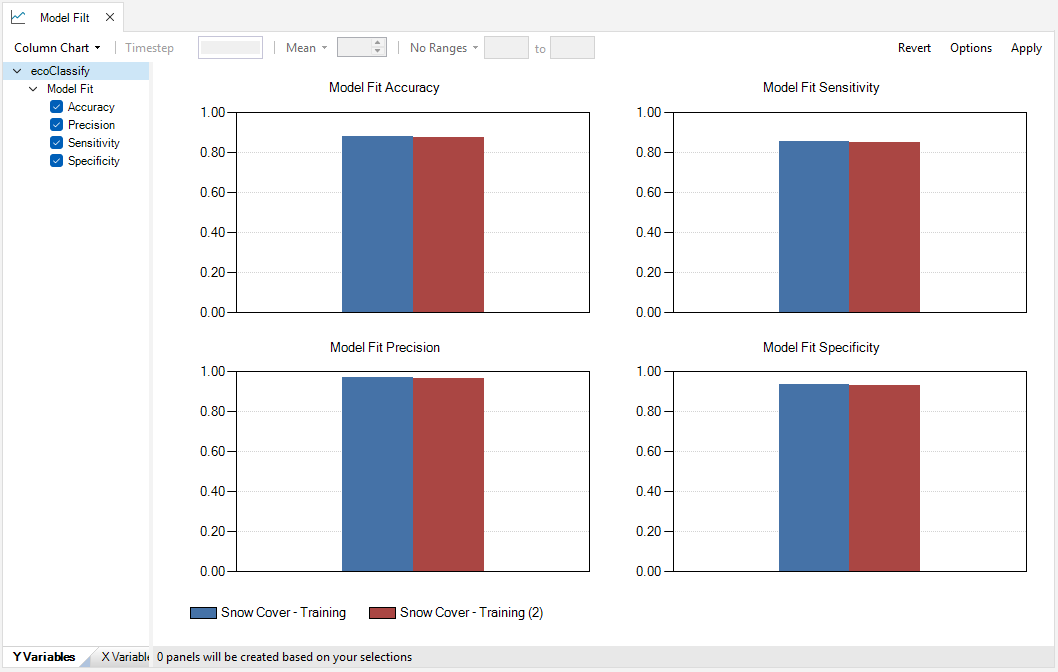 Model Filt
Column Chart Timestep Mean No Ranges to Revert Options Apply
ecoClassify
Model Fit
Accuracy
Precision
Sensitivity
Specificity
Model Fit Accuracy
1.00
0.80
0.60
0.40
0.20
0.00
Model Fit Sensitivity
1.00
0.80
0.60
0.40
0.20
0.00
Model Fit Precision
1.00
0.80
0.60
0.40
0.20
0.00
Model Fit Specificity
1.00
0.80
0.60
0.40
0.20
0.00
Snow Cover - Training Snow Cover - Training (2)
Y Variables X Variable 0 panels will be created based on your selections